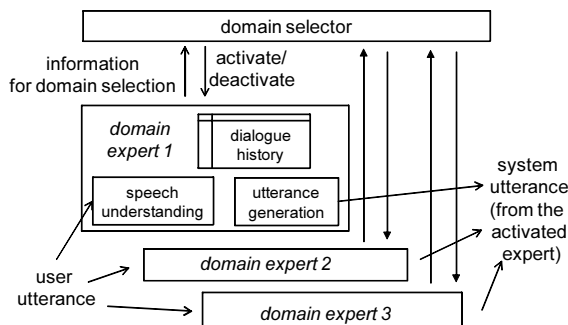 domain selector
information
for domain selection
activate/
deactivate
domain
expert 1
dialogue
history
speech
understanding
utterance
generation
system
utterance
(from the
activated
expert)
user
utterance
domain expert 2
domain expert 3